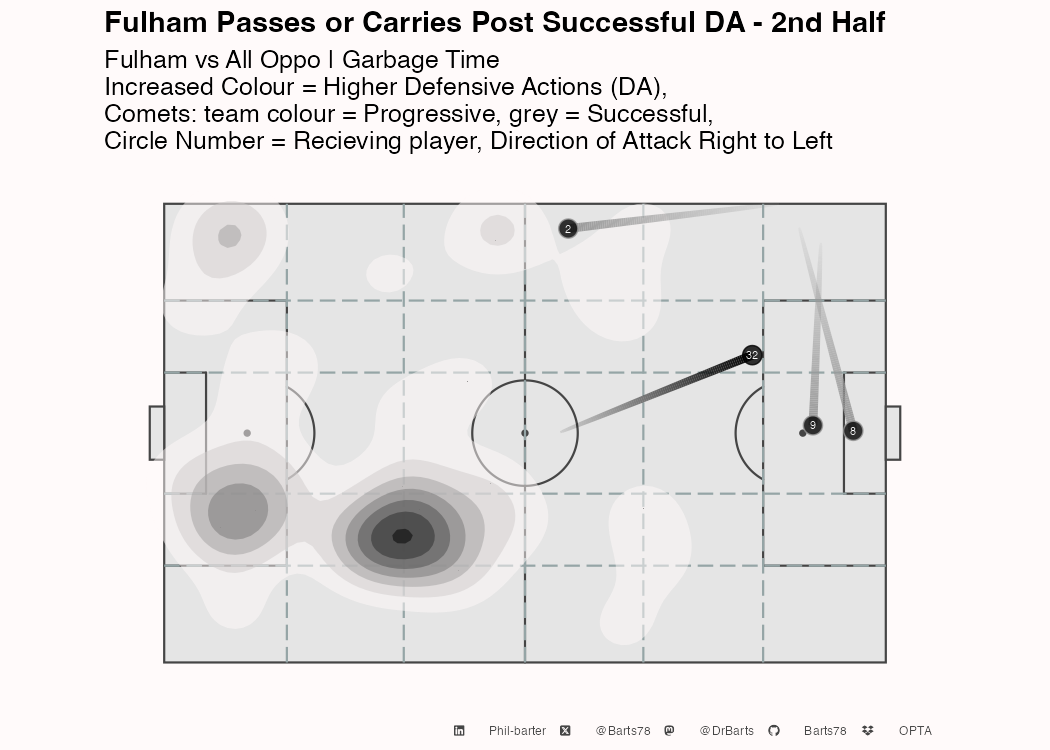 Fulham Passes or Carries Post Successful DA - 2nd Half
Fulham vs All Oppo | Garbage Time
Increased Colour = Higher Defensive Actions (DA),
Comets: team colour = Progressive, grey = Successful,
Circle Number = Recieving player, Direction of Attack Right to Left
2
32
9
8
Phil-barter @Barts78 @DrBarts Barts78 OPTA